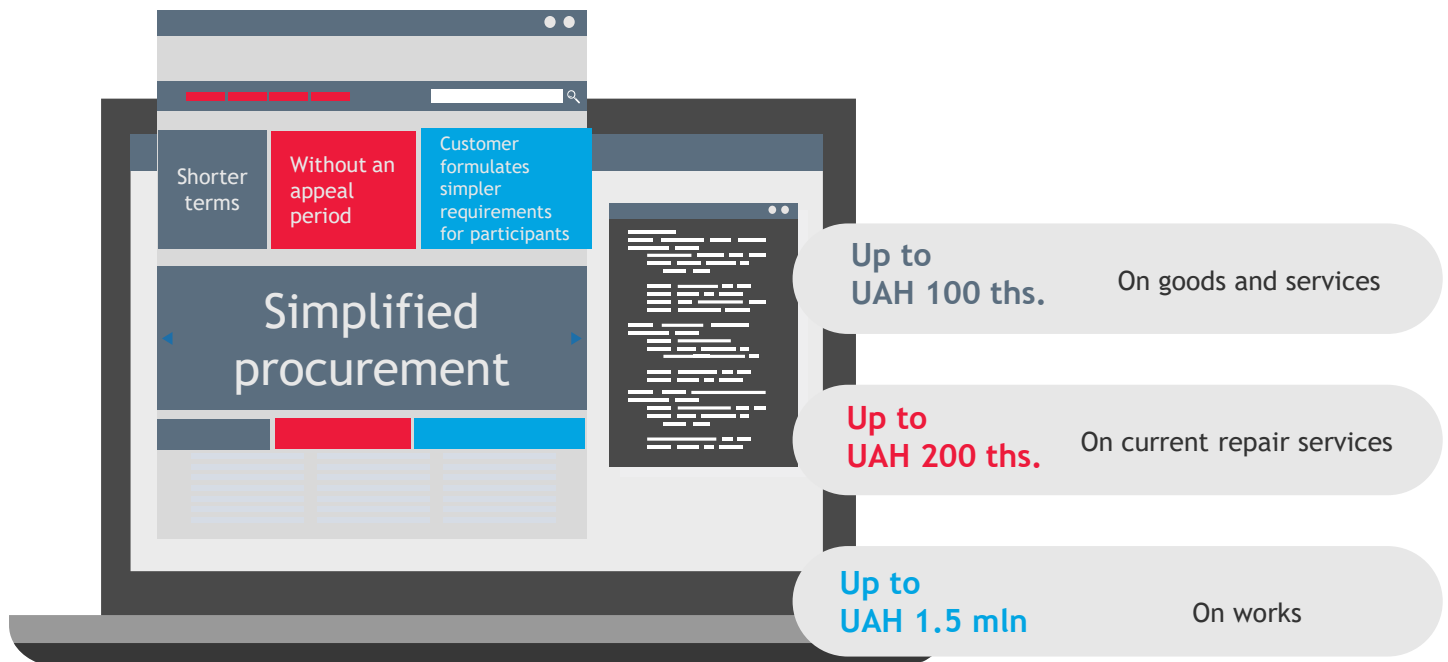 Shorter
terms
Without an
appeal
period
Customer
formulates
simpler
requirements
for participants
Simplified
procurement
Up to
UAH 100 ths.
On goods and services
Up to
UAH 200 ths.
On current repair services
Up to
UAH 1.5 mln
On works